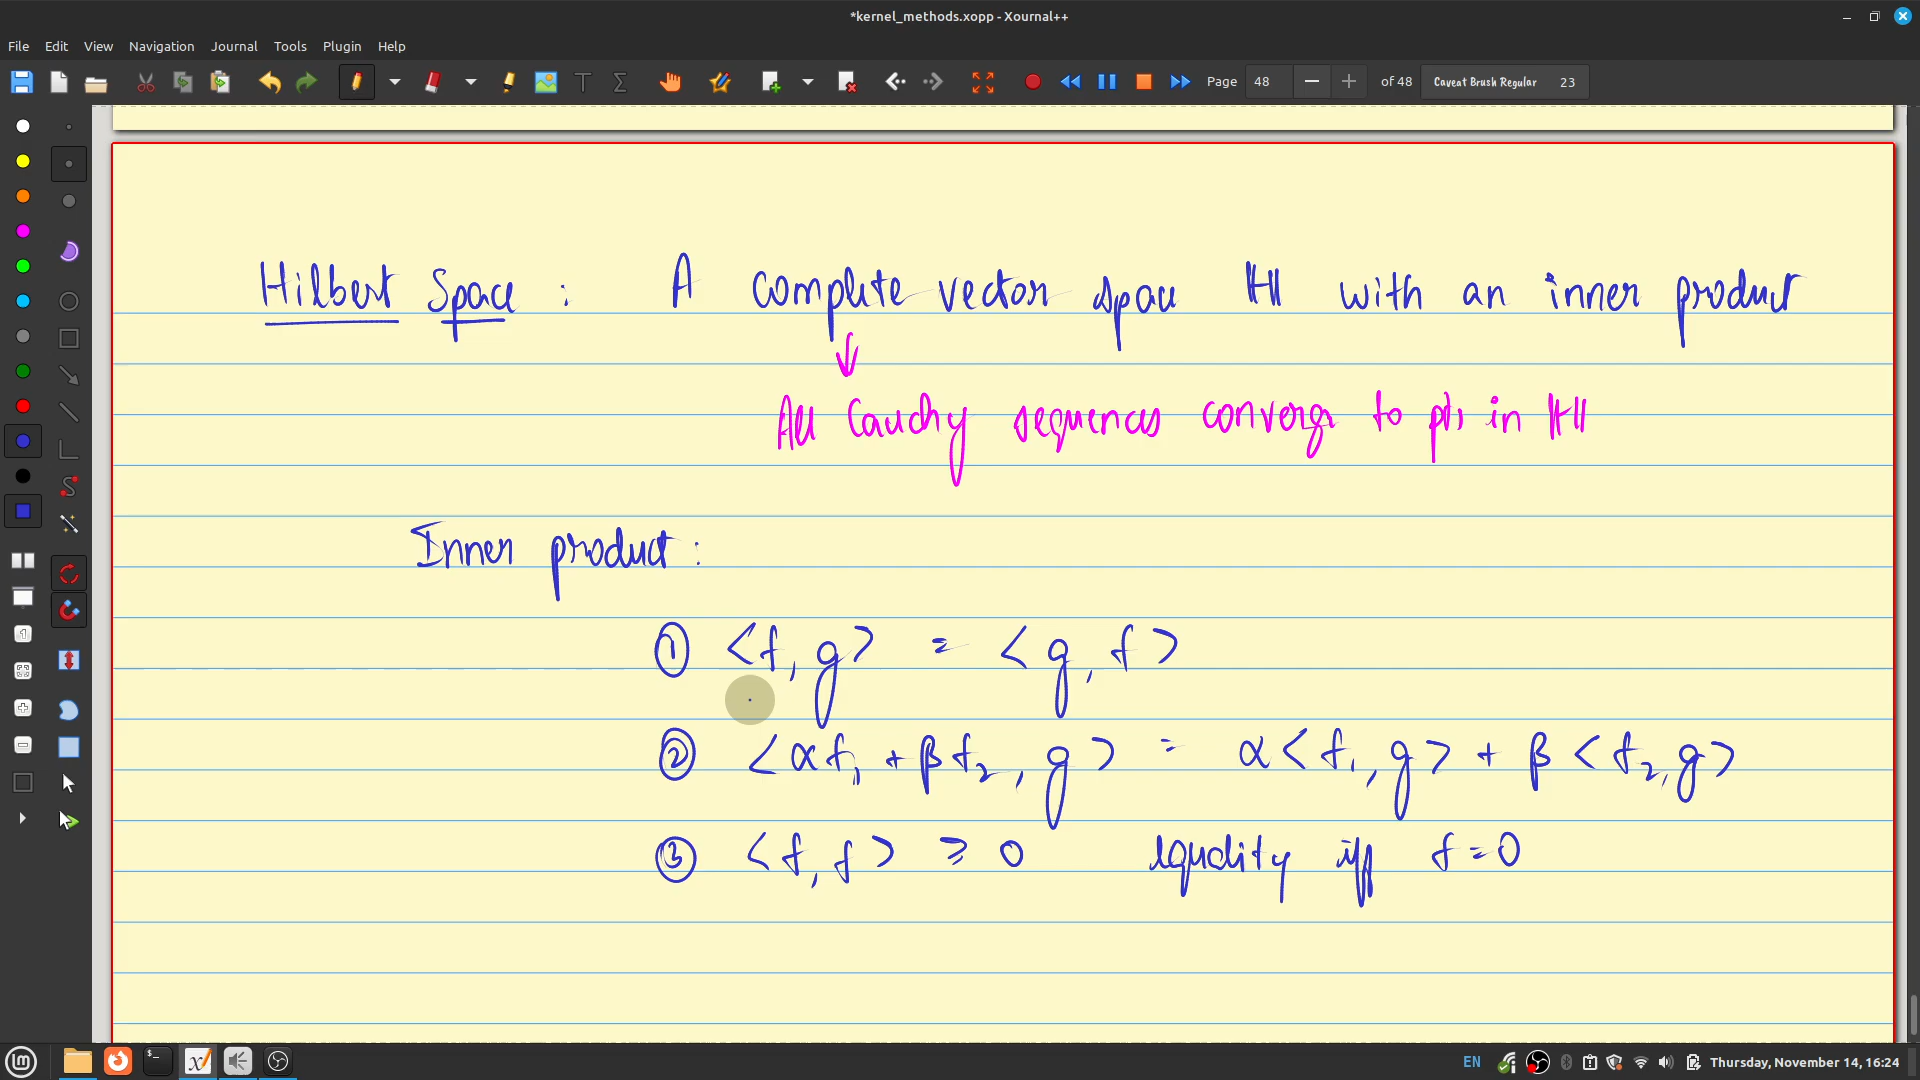 *kernel_methods.xopp - Xournal++
File Edit View Navigation Journal Tools Plugin Help
Page 48 of 48 Caveat Brush Regular 23
Hilbert Space : A complete vector space H with an inner product
↓
All Cauchy sequences converge to pts in H
Inner product :
① <f, g> = <g, f>
② <αf₁ + βf₂, g> = α<f₁, g> + β<f₂, g>
③ <f, f> ≥ 0 equality iff f = 0
EN Thursday, November 14, 16:24